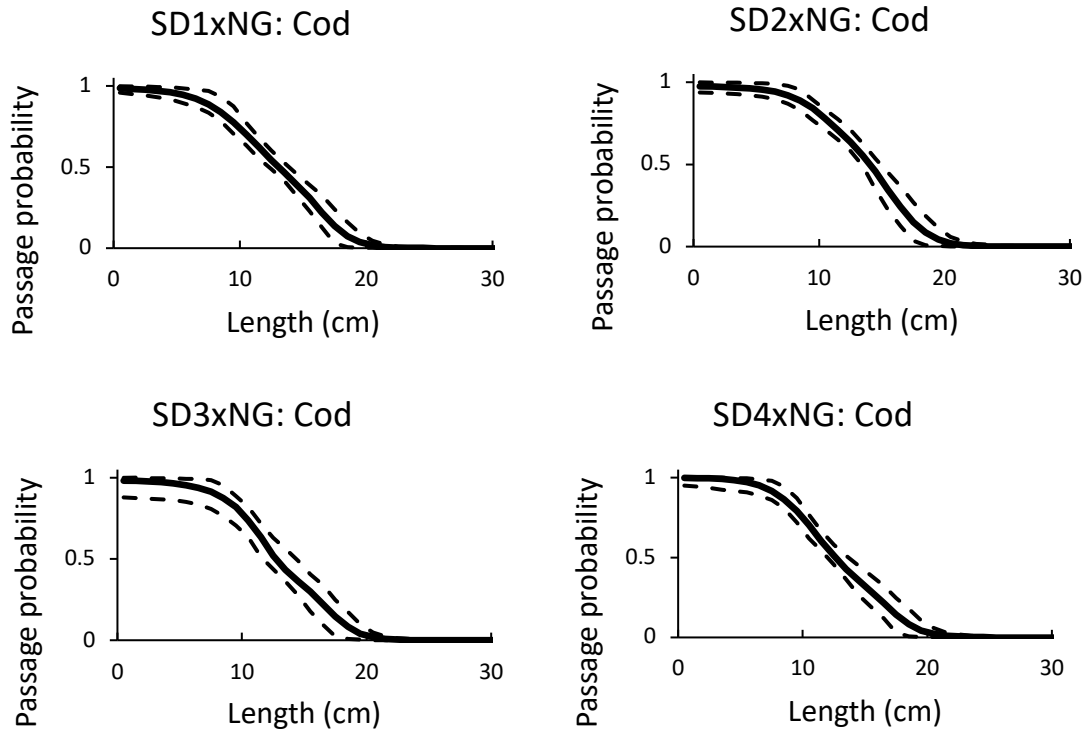 SD1xNG: Cod
SD2xNG: Cod
Passage probability
1
0.5
0
0
10
20
30
Length (cm)
Passage probability
1
0.5
0
0
10
20
30
Length (cm)
SD3xNG: Cod
SD4xNG: Cod
Passage probability
1
0.5
0
0
10
20
30
Length (cm)
Passage probability
1
0.5
0
0
10
20
30
Length (cm)